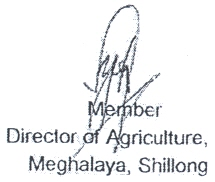 Member
Director of Agriculture,
Meghalaya, Shillong